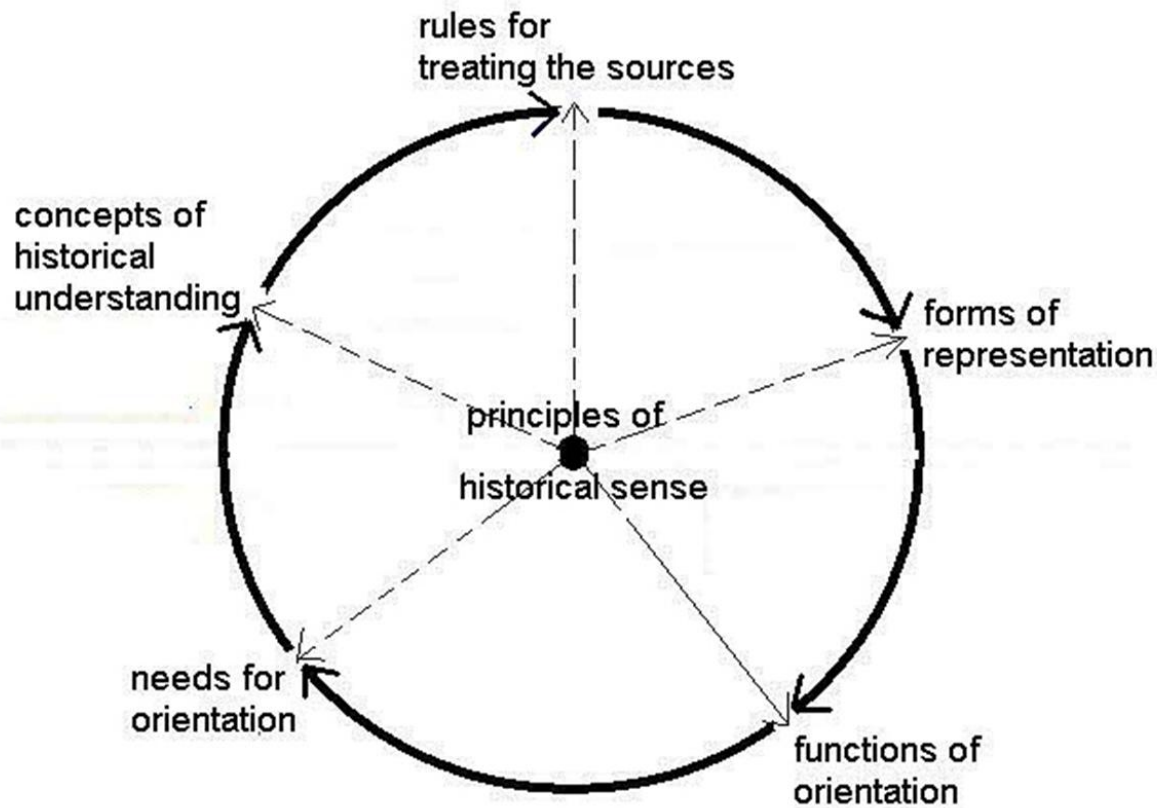 rules for
treating the sources
concepts of
historical
understanding
forms of
representation
principles of
historical sense
needs for
orientation
functions of
orientation